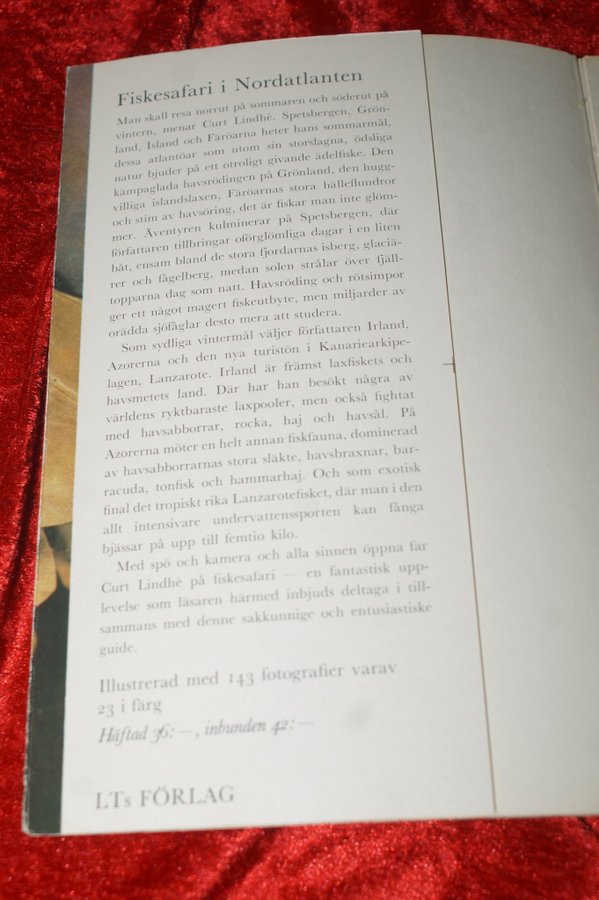 Fiskesafari i Nordatlanten
Man skall resa norrut på sommaren och söderut på
vintern, menar Curt Lindhè. Spetsbergen, Grön-
land, Island och Färöarna heter hans sommarmål,
dessa atlantöar som utom sin storslagna, ödsliga
natur bjuder på ett otroligt givande ädelfiske. Den
kämpaglada havsrödingen på Grönland, den hugg-
villiga islandslaxen, Färöarnas stora hälleflundror
och stim av havsöring, det är fiskar man inte glöm-
mer. Äventyren kulminerar på Spetsbergen, där
författaren tillbringar oförglömliga dagar i en liten
båt, ensam bland de stora fjordarnas isberg, glaciä-
rer och fågelberg, medan solen strålar över fjäll-
topparna dag som natt. Havsröding och rötsimpor
ger ett något magert fiskeutbyte, men miljarder av
orädda sjöfåglar desto mera att studera.
Som sydliga vintermål väljer författaren Irland,
Azorerna och den nya turistön i Kanariearkipe-
lagen, Lanzarote. Irland är främst laxfiskets och
havsmetets land. Där har han besökt några av
världens ryktbaraste laxpooler, men också fightat
med havsabborrar, rocka, haj och havsål. På
Azorerna möter en helt annan fiskfauna, dominerad
av havsabborrarnas stora släkte, havsbraxnar, bar-
racuda, tonfisk och hammarhaj. Och som exotisk
final det tropiskt rika Lanzarotefisket, där man i den
allt intensivare undervattenssporten kan fånga
bjässar på upp till femtio kilo.
Med spö och kamera och alla sinnen öppna far
Curt Lindhè på fiskesafari — en fantastisk upp-
levelse som läsaren härmed inbjuds deltaga i till-
sammans med denne sakkunnige och entusiastiske
guide.
Illustrerad med 143 fotografier varav
23 i färg
Häftad 36: —, inbunden 42: —
LTs FÖRLAG